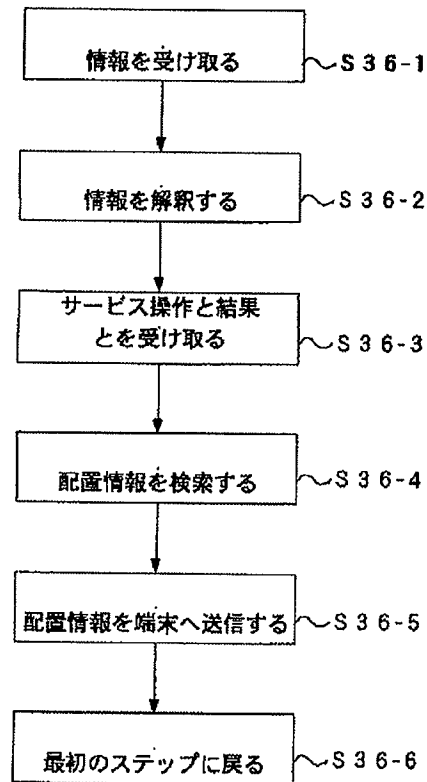 情報を受け取る
S36-1
情報を解釈する
S36-2
サービス操作と結果
とを受け取る
S36-3
配置情報を検索する
S36-4
配置情報を端末へ送信する
S36-5
最初のステップに戻る
S36-6